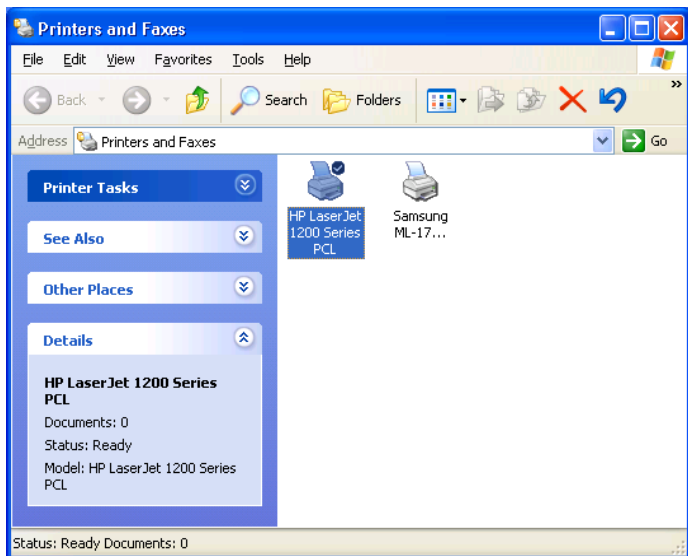 Printers and Faxes
File Edit View Favorites Tools Help
Back Search Folders »
Address Printers and Faxes Go
Printer Tasks
See Also
Other Places
Details
HP LaserJet 1200 Series
PCL
Documents: 0
Status: Ready
Model: HP LaserJet 1200 Series
PCL
HP LaserJet
1200 Series
PCL
Samsung
ML-17...
Status: Ready Documents: 0